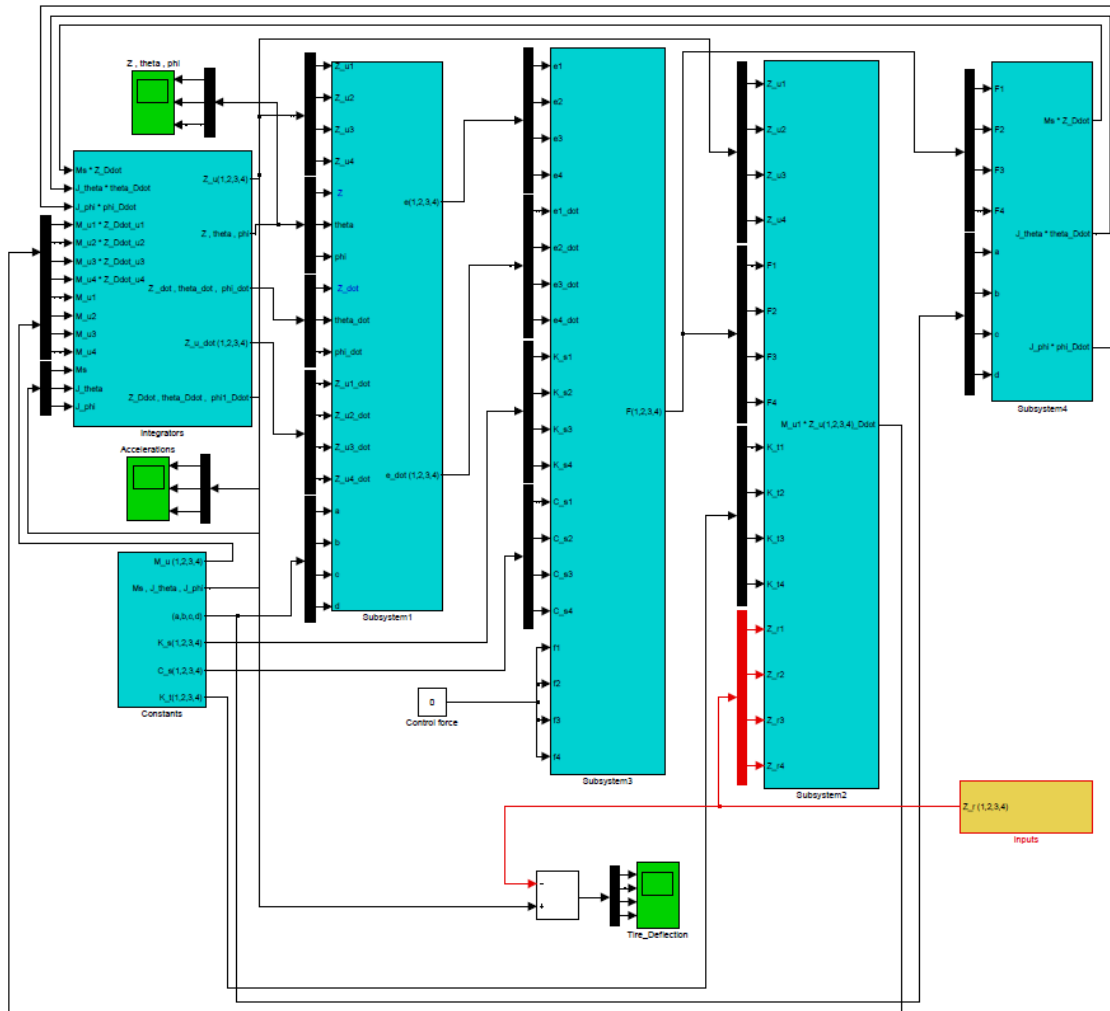 Z , theta , phi
Ms * Z_Ddot
J_theta * theta_Ddot
J_phi * phi_Ddot
M_u1 * Z_Ddot_u1
M_u2 * Z_Ddot_u2
M_u3 * Z_Ddot_u3
M_u4 * Z_Ddot_u4
M_u1
M_u2
M_u3
M_u4
Ms
J_theta
J_phi
Z_u(1,2,3,4)
Z , theta , phi
Z _dot , theta_dot , phi_dot
Z_u_dot (1,2,3,4)
Z_Ddot , theta_Ddot , phi1_Ddot
Integrators
Accelerations
M_u (1,2,3,4)
Ms , J_theta , J_phi
(a,b,c,d)
K_s(1,2,3,4)
C_s(1,2,3,4)
K_t(1,2,3,4)
Constants
Z_u1
Z_u2
Z_u3
Z_u4
Z
theta
phi
Z_dot
theta_dot
phi_dot
Z_u1_dot
Z_u2_dot
Z_u3_dot
Z_u4_dot
a
b
c
d
e(1,2,3,4)
e_dot (1,2,3,4)
Subsystem1
0
Control force
e1
e2
e3
e4
e1_dot
e2_dot
e3_dot
e4_dot
K_s1
K_s2
K_s3
K_s4
C_s1
C_s2
C_s3
C_s4
f1
f2
f3
f4
F(1,2,3,4)
Subsystem3
Z_u1
Z_u2
Z_u3
Z_u4
F1
F2
F3
F4
K_t1
K_t2
K_t3
K_t4
Z_r1
Z_r2
Z_r3
Z_r4
M_u1 * Z_u(1,2,3,4)_Ddot
Subsystem2
F1
F2
F3
F4
a
b
c
d
Ms * Z_Ddot
J_theta * theta_Ddot
J_phi * phi_Ddot
Subsystem4
Z_r (1,2,3,4)
Inputs
-
+
Tire_Deflection